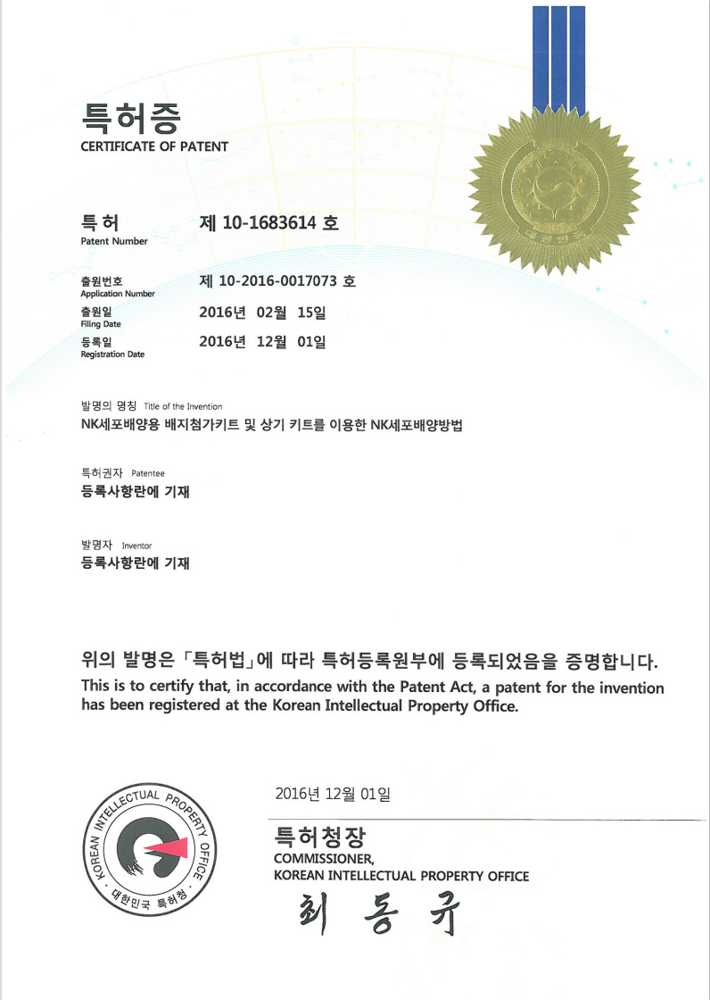 특허증
CERTIFICATE OF PATENT
특허 제 10-1683614 호
Patent Number
출원번호 제 10-2016-0017073 호
Application Number
출원일 2016년 02월 15일
Filing Date
등록일 2016년 12월 01일
Registration Date
발명의 명칭 Title of the Invention
NK세포배양용 배지첨가키트 및 상기 키트를 이용한 NK세포배양방법
특허권자 Patentee
등록사항란에 기재
발명자 Inventor
등록사항란에 기재
위의 발명은 「특허법」에 따라 특허등록원부에 등록되었음을 증명합니다.
This is to certify that, in accordance with the Patent Act, a patent for the invention
has been registered at the Korean Intellectual Property Office.
2016년 12월 01일
특허청장
COMMISSIONER,
KOREAN INTELLECTUAL PROPERTY OFFICE
최동규
KOREAN INTELLECTUAL PROPERTY OFFICE
대한민국 특허청
대한민국